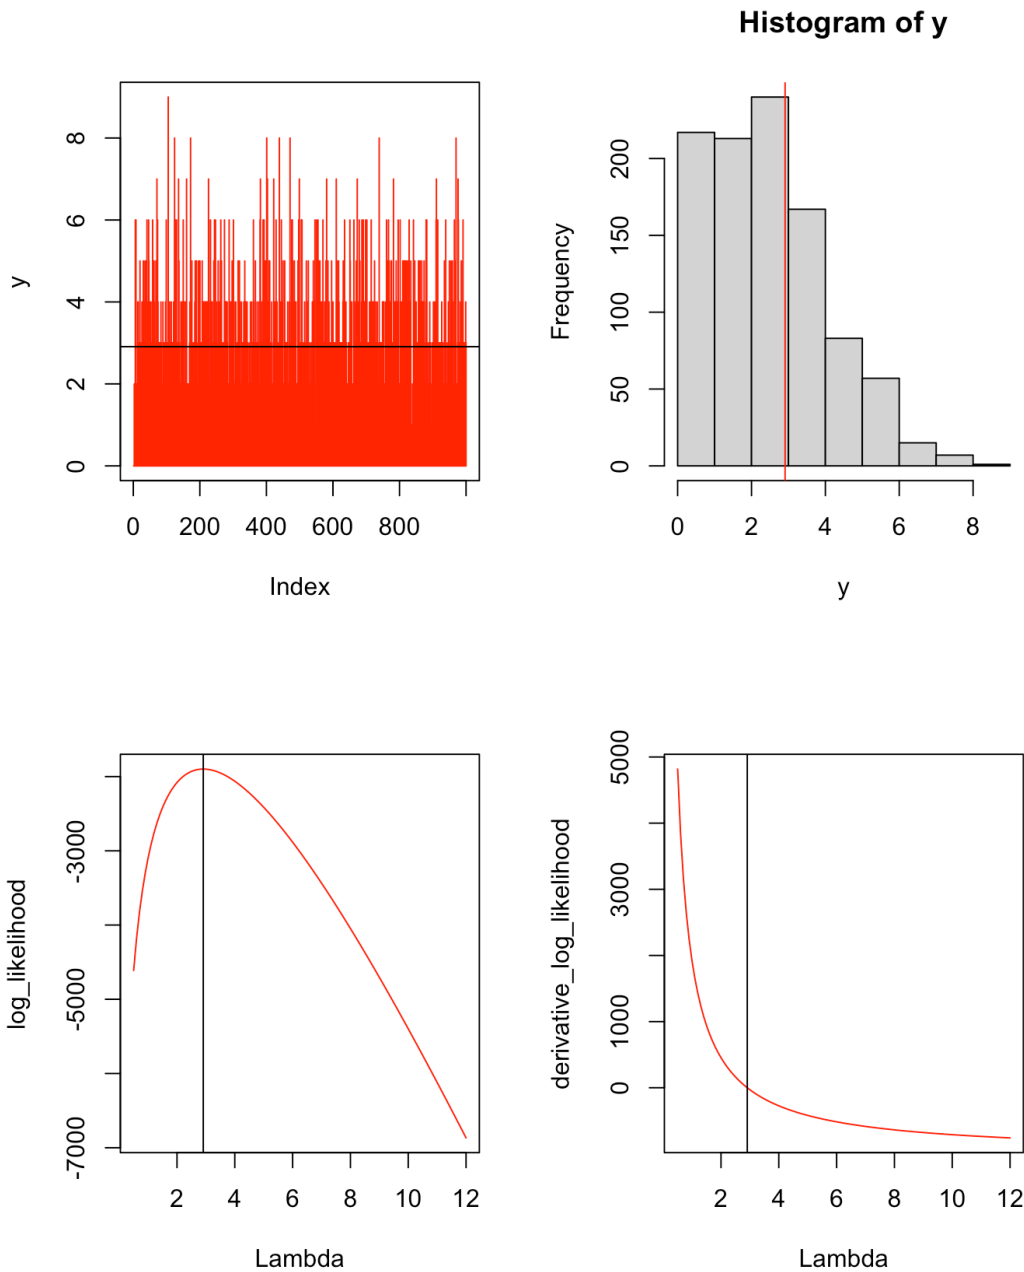 Histogram of y
y
0 2 4 6 8
0 200 400 600 800
Index
Frequency
0 50 100 150 200
0 2 4 6 8
y
log_likelihood
-7000 -5000 -3000
2 4 6 8 10 12
Lambda
derivative_log_likelihood
0 1000 3000 5000
2 4 6 8 10 12
Lambda